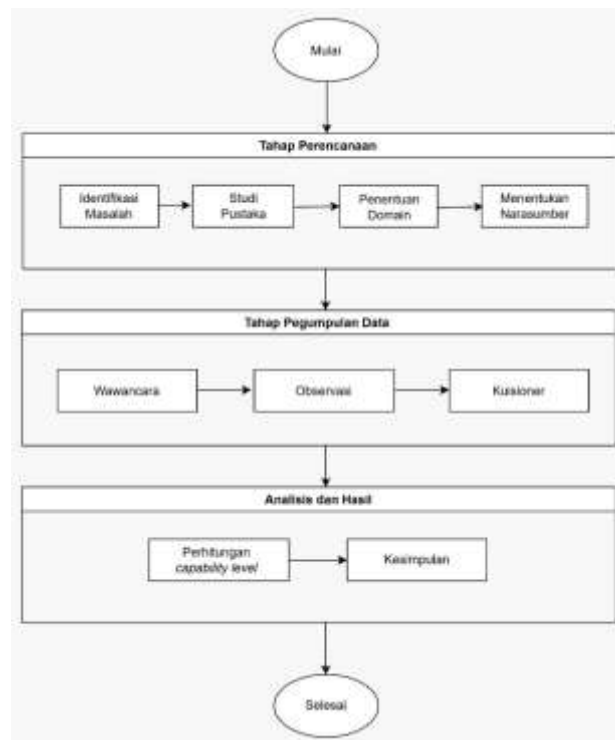 Mulai
Tahap Perencanaan
Identifikasi
Masalah
Studi
Pustaka
Penentuan
Domain
Menentukan
Narasumber
Tahap Pegumpulan Data
Wawancara
Observasi
Kuisioner
Analisis dan Hasil
Perhitungan
capability level
Kesimpulan
Selesai